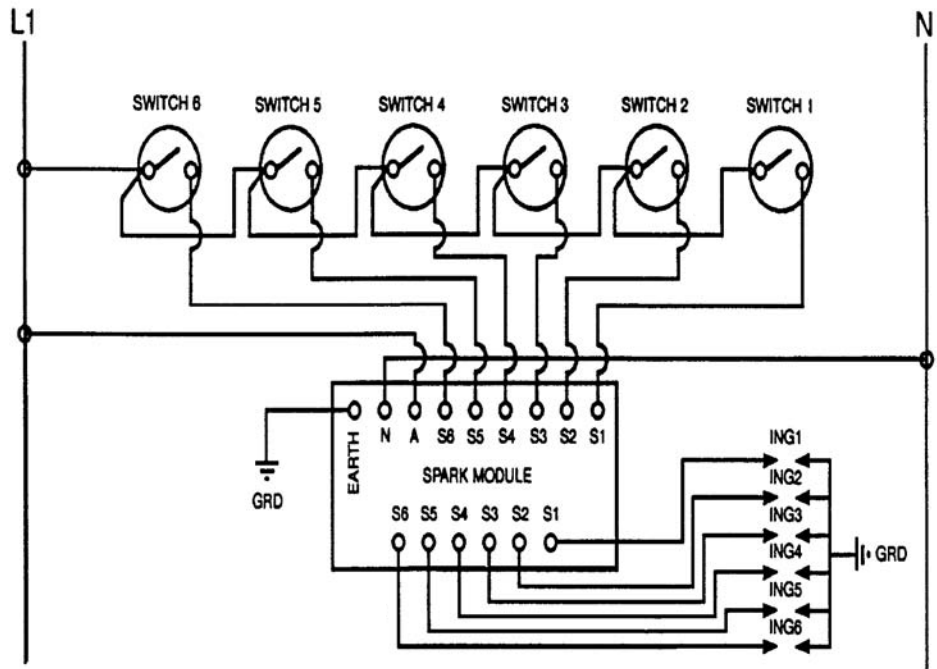 L1 N
SWITCH 6 SWITCH 5 SWITCH 4 SWITCH 3 SWITCH 2 SWITCH 1
EARTH N A S6 S5 S4 S3 S2 S1
GRD
SPARK MODULE
S6 S5 S4 S3 S2 S1
ING1
ING2
ING3
ING4
GRD
ING5
ING6